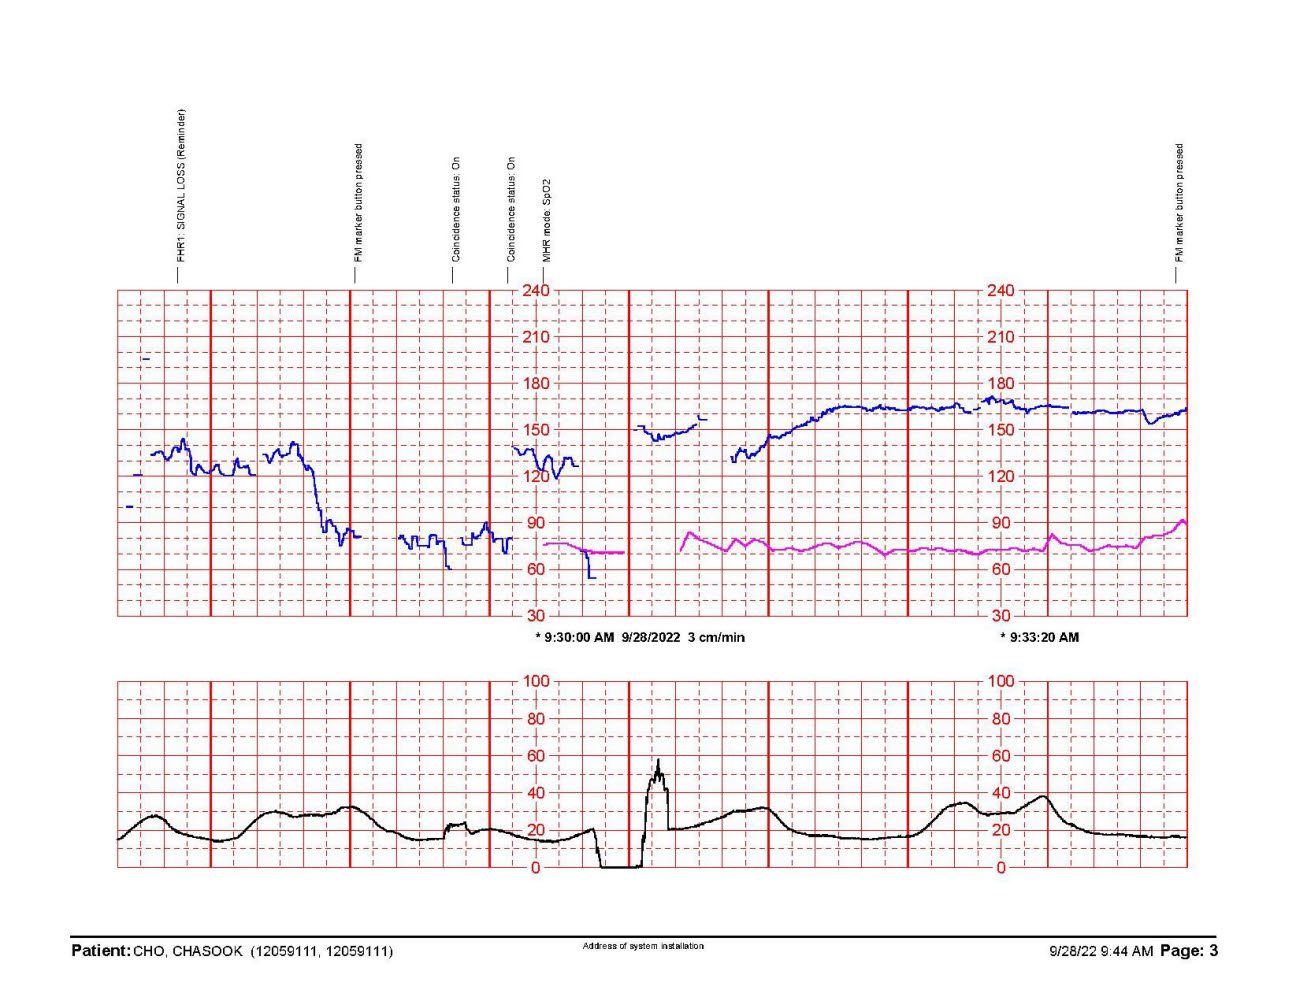 FHR1: SIGNAL LOSS (Reminder)
FM marker button pressed
Coincidence status: On
Coincidence status: On
MHR mode: SpO2
FM marker button pressed
240 240
210 210
180 180
150 150
120 120
90 90
60 60
30 30
* 9:30:00 AM 9/28/2022 3 cm/min * 9:33:20 AM
100 100
80 80
60 60
40 40
20 20
0 0
Patient: CHO, CHASOOK (12059111, 12059111) Address of system installation 9/28/22 9:44 AM Page: 3